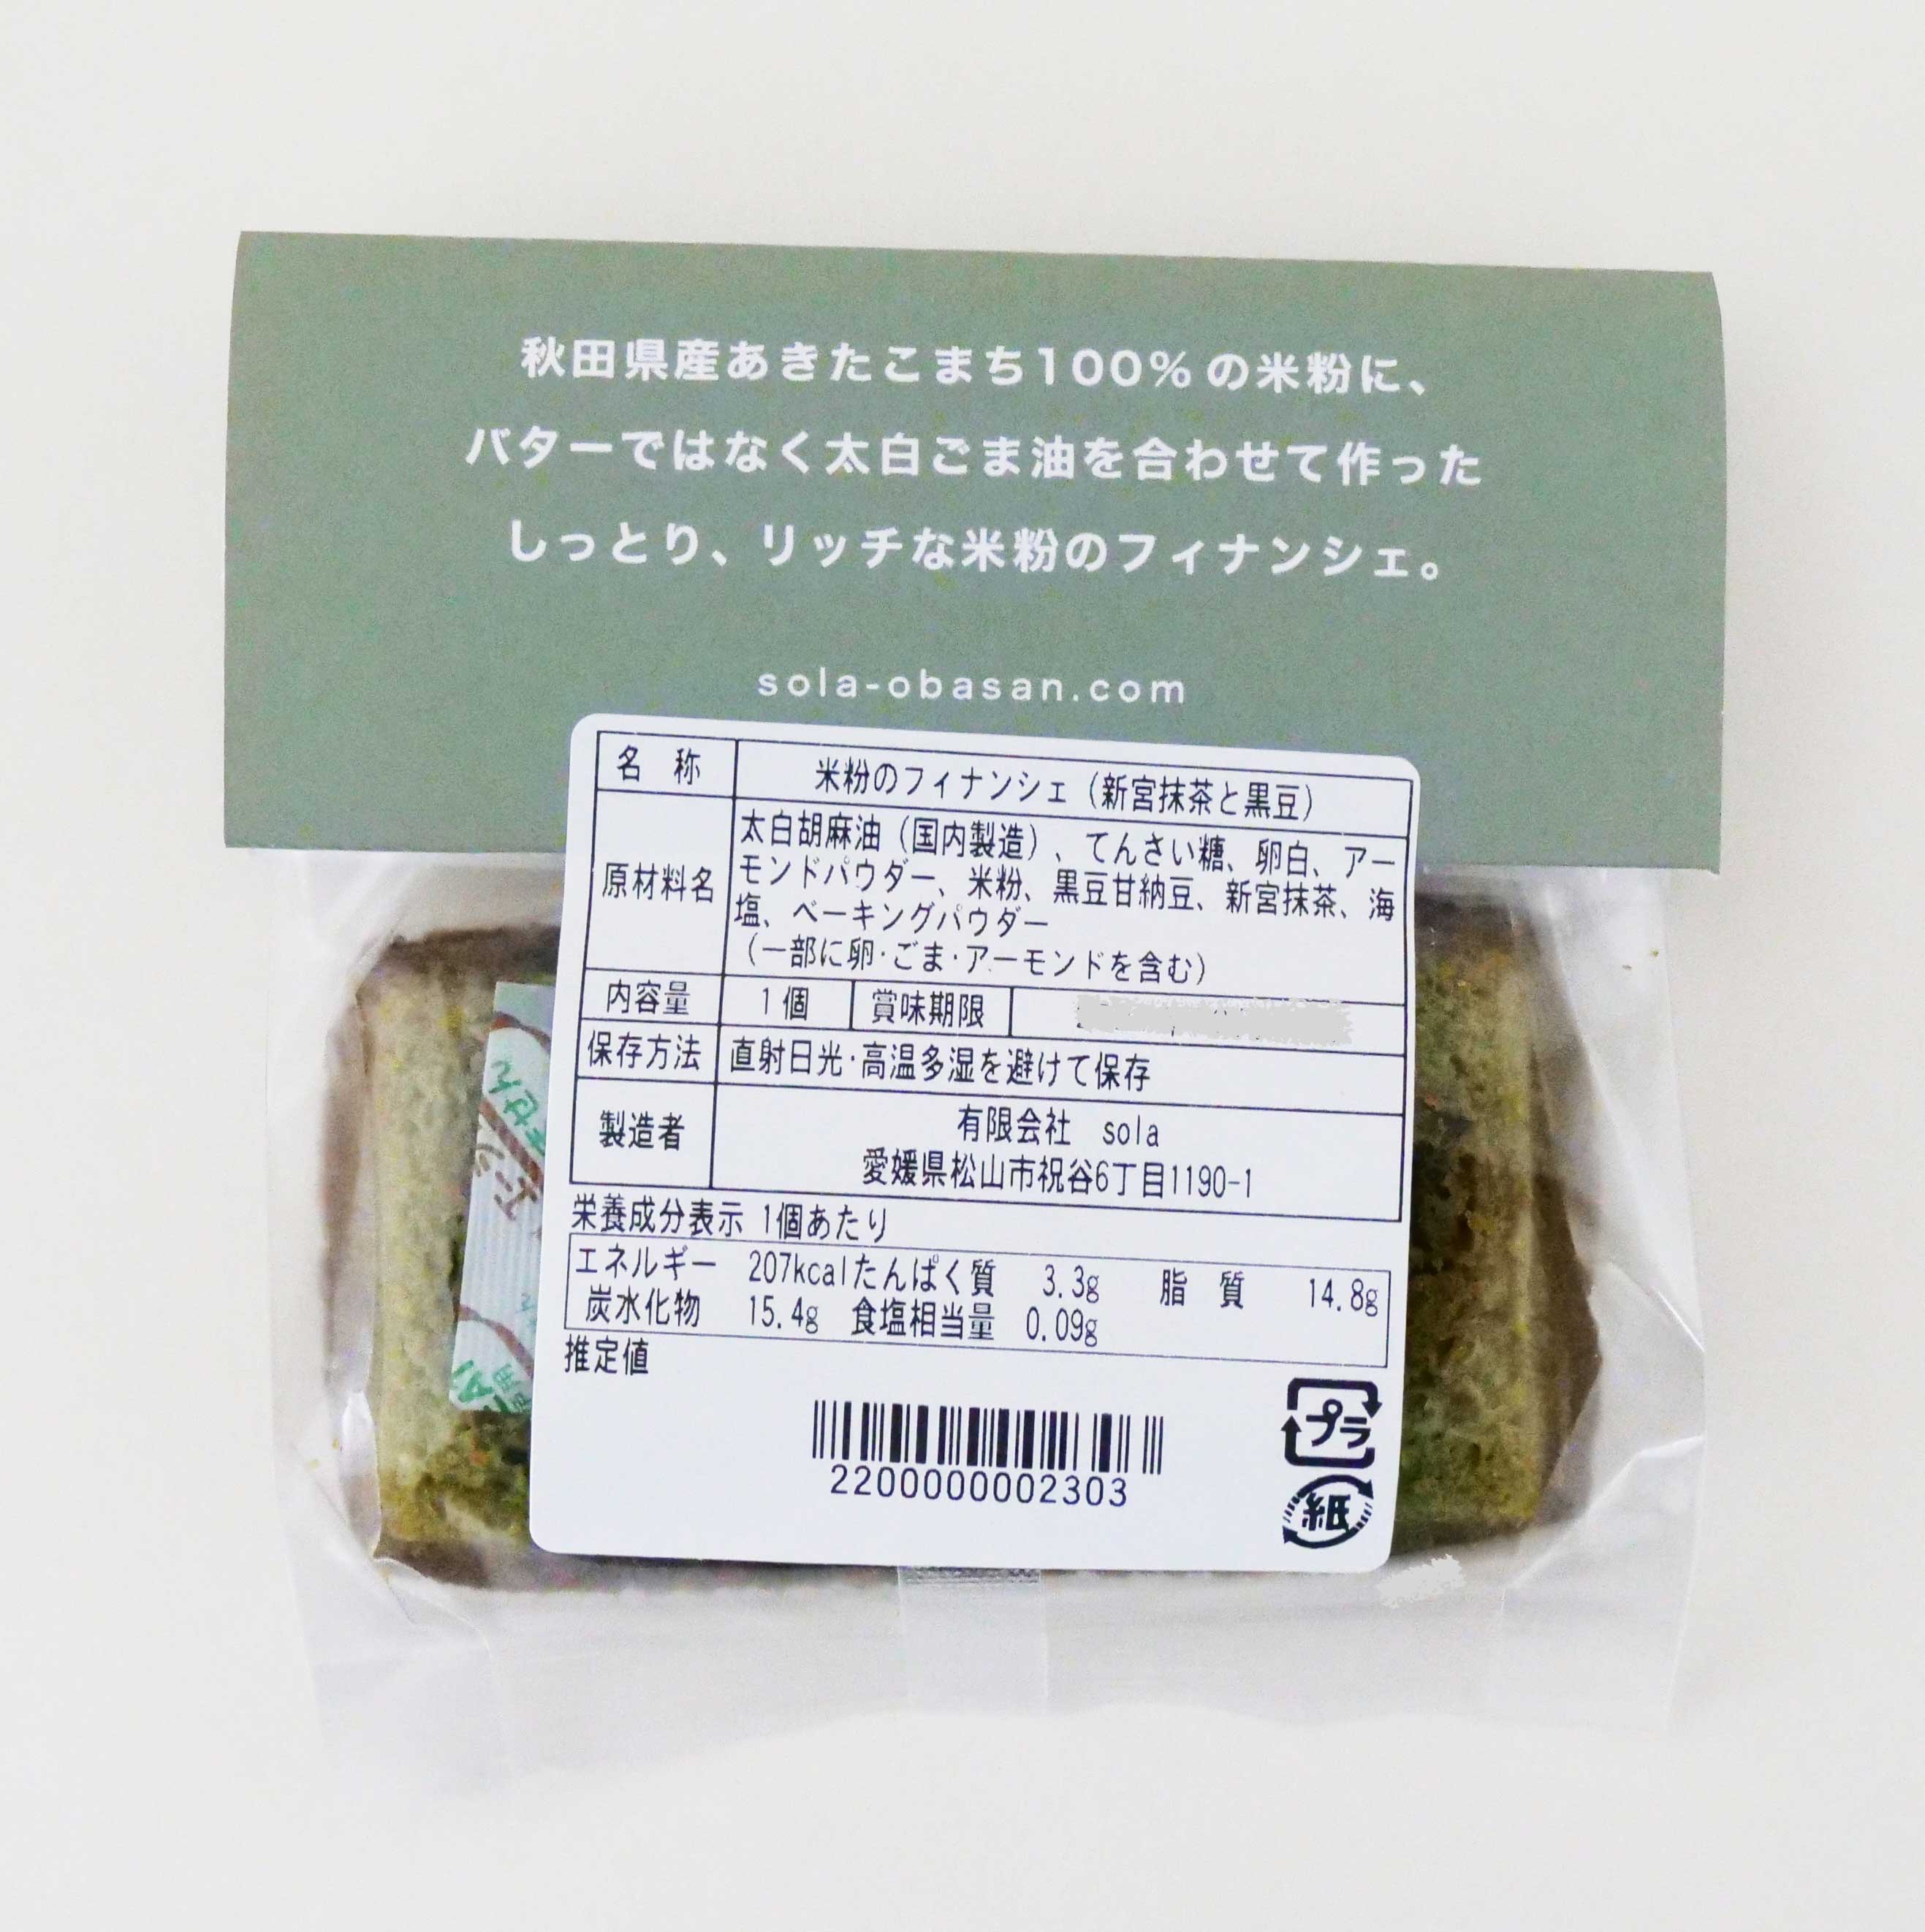 秋田県産あきたこまち100%の米粉に、
バターではなく太白ごま油を合わせて作った
しっとり、リッチな米粉のフィナンシェ。
sola-obasan.com
名 称 米粉のフィナンシェ（新宮抹茶と黒豆）
原材料名 太白胡麻油（国内製造）、てんさい糖、卵白、アー
モンドパウダー、米粉、黒豆甘納豆、新宮抹茶、海
塩、ベーキングパウダー
（一部に卵・ごま・アーモンドを含む）
内容量 1個 賞味期限
保存方法 直射日光・高温多湿を避けて保存
製造者 有限会社 sola
愛媛県松山市祝谷6丁目1190-1
栄養成分表示 1個あたり
エネルギー 207kcal たんぱく質 3.3g 脂 質 14.8g
炭水化物 15.4g 食塩相当量 0.09g
推定値
2200000002303
プラ
紙